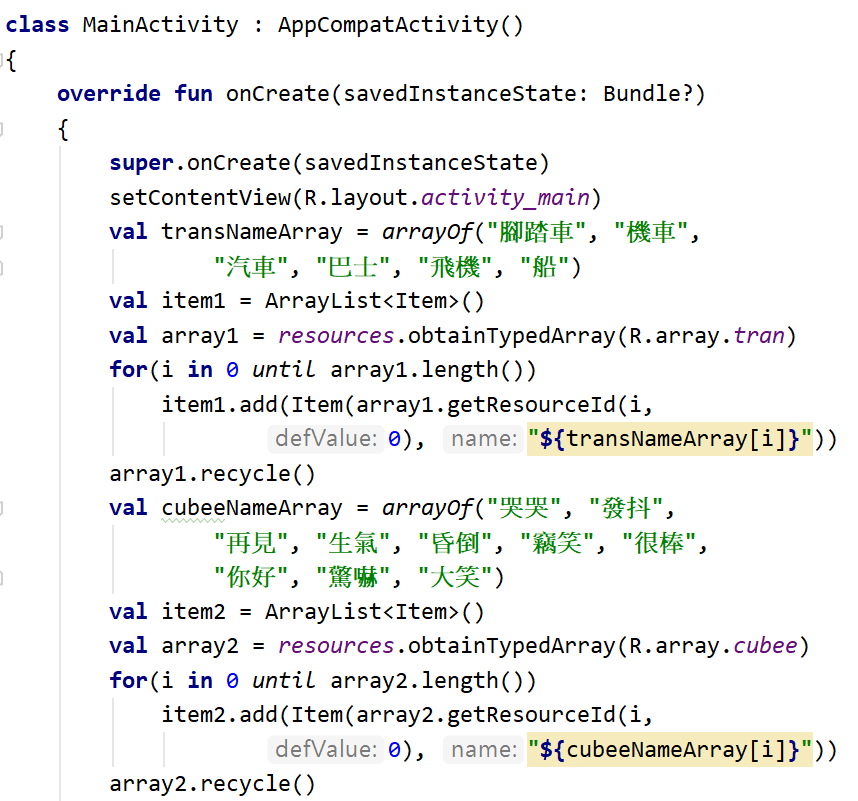 class MainActivity : AppCompatActivity()
{
    override fun onCreate(savedInstanceState: Bundle?)
    {
        super.onCreate(savedInstanceState)
        setContentView(R.layout.activity_main)
        val transNameArray = arrayOf("腳踏車", "機車",
                "汽車", "巴士", "飛機", "船")
        val item1 = ArrayList<Item>()
        val array1 = resources.obtainTypedArray(R.array.tran)
        for(i in 0 until array1.length())
            item1.add(Item(array1.getResourceId(i,
                    defValue: 0), name: "${transNameArray[i]}"))
        array1.recycle()
        val cubeeNameArray = arrayOf("哭哭", "發抖",
                "再見", "生氣", "昏倒", "竊笑", "很棒",
                "你好", "驚嚇", "大笑")
        val item2 = ArrayList<Item>()
        val array2 = resources.obtainTypedArray(R.array.cubee)
        for(i in 0 until array2.length())
            item2.add(Item(array2.getResourceId(i,
                    defValue: 0), name: "${cubeeNameArray[i]}"))
        array2.recycle()